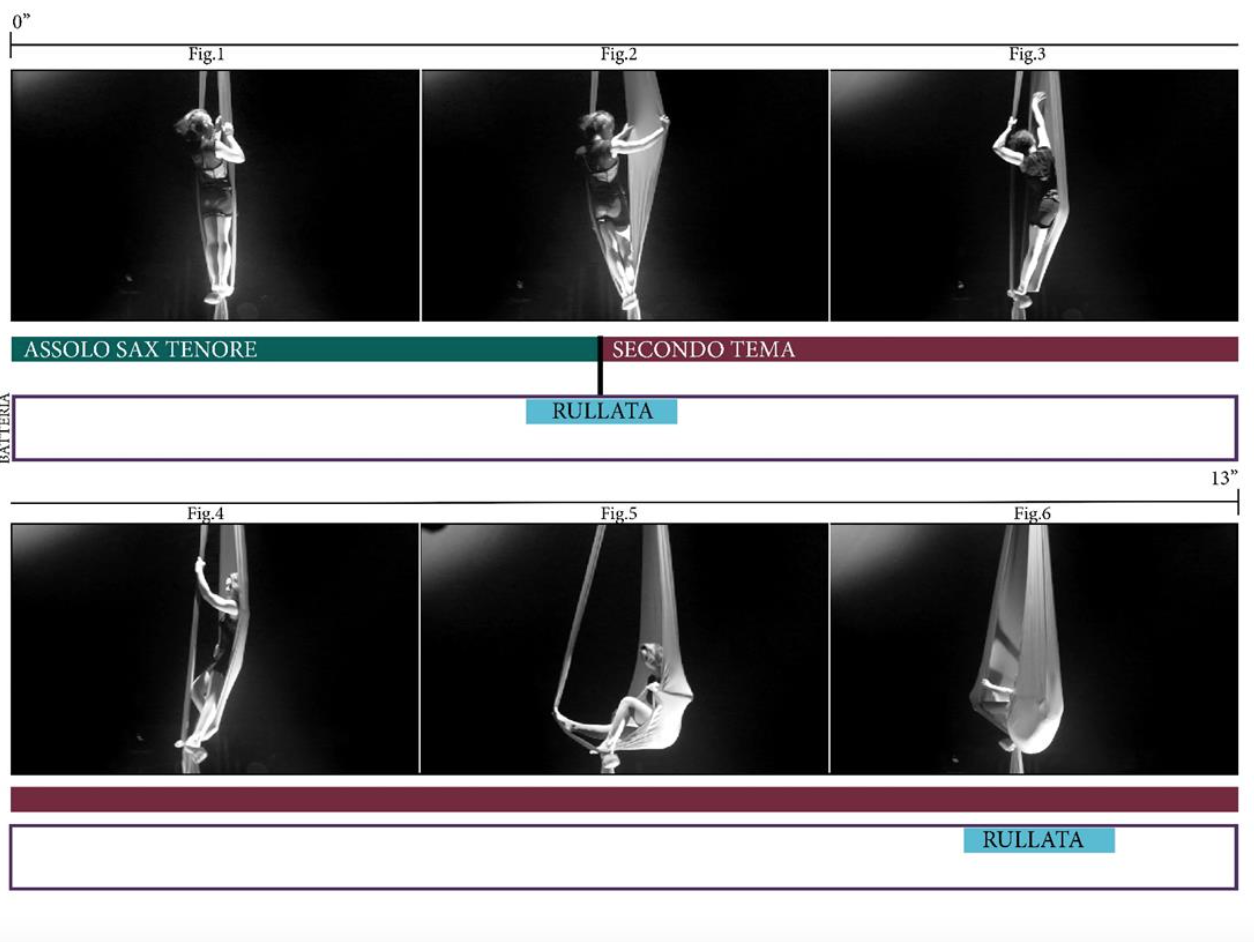 0”
Fig.1 Fig.2 Fig.3
ASSOLO SAX TENORE SECONDO TEMA
BATTERIA
RULLATA
13”
Fig.4 Fig.5 Fig.6
RULLATA